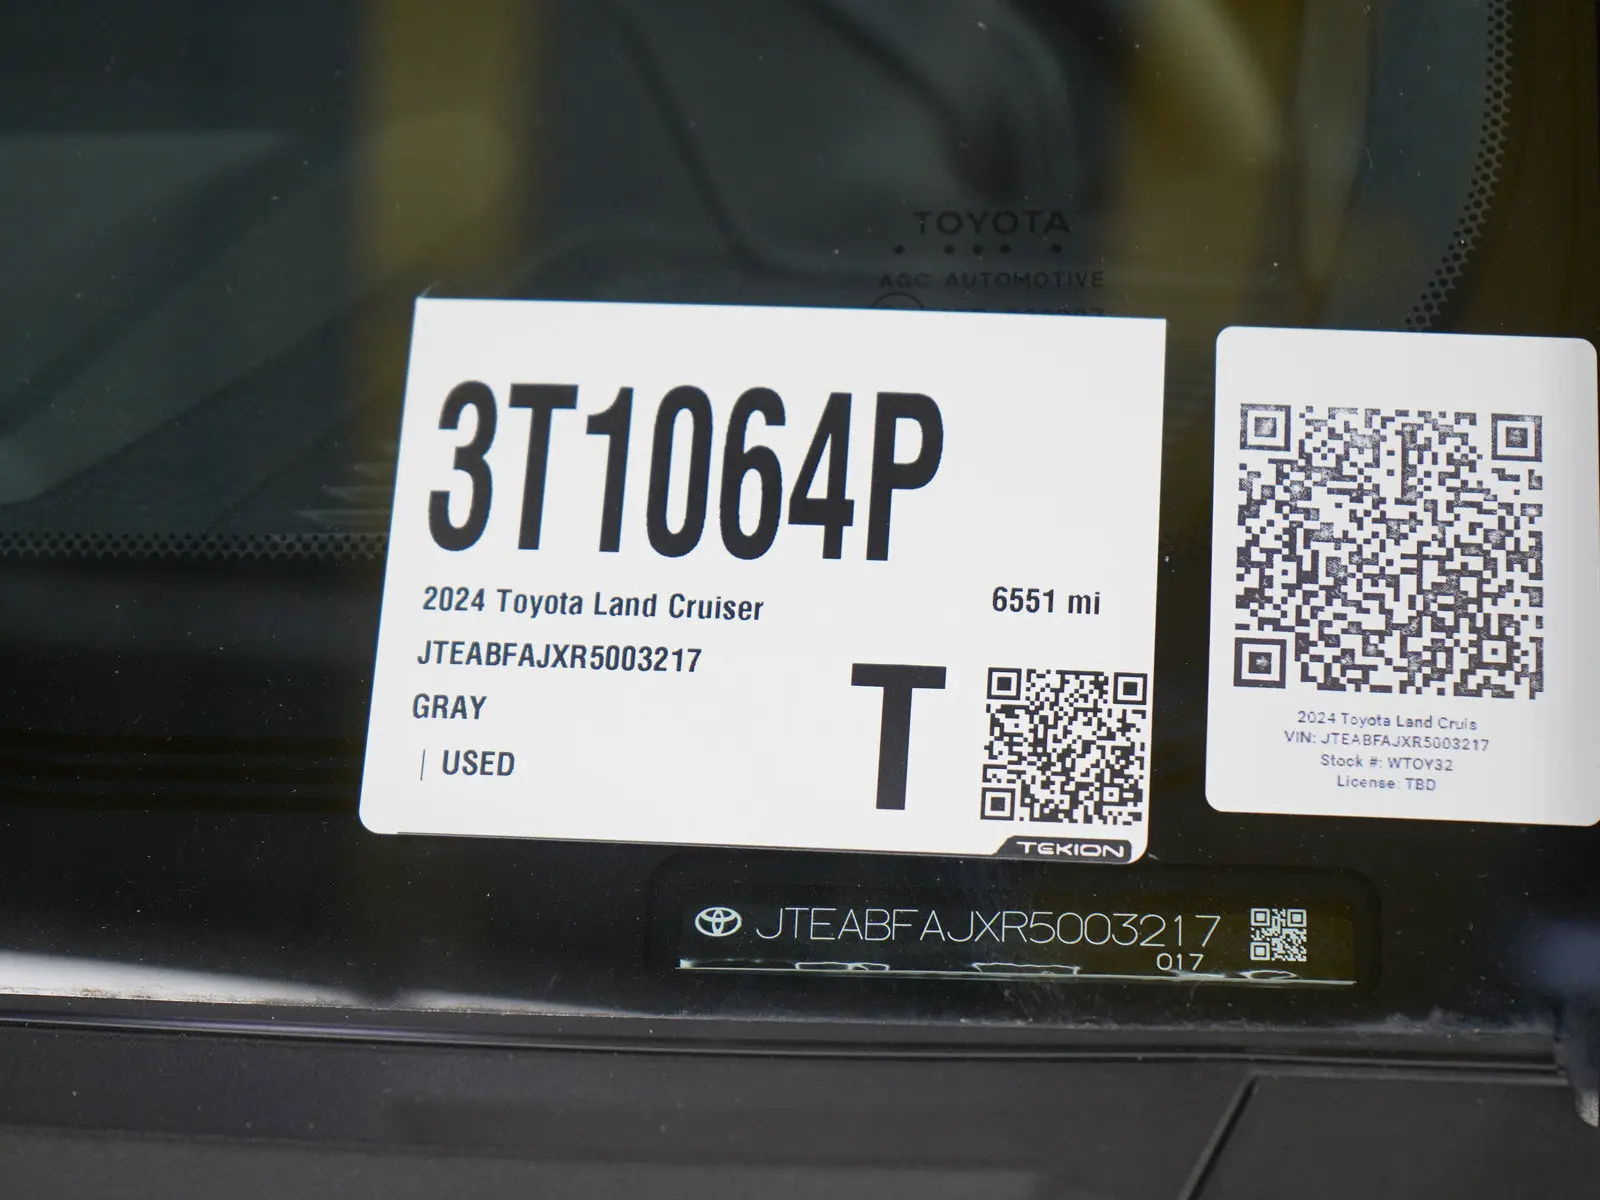 TOYOTA
AGC AUTOMOTIVE
3T1064P
2024 Toyota Land Cruiser
6551 mi
JTEABFAJXR5003217
GRAY
| USED
T
TEKION
2024 Toyota Land Cruis
VIN: JTEABFAJXR5003217
Stock #: WTOY32
License: TBD
JTEABFAJXR5003217
017